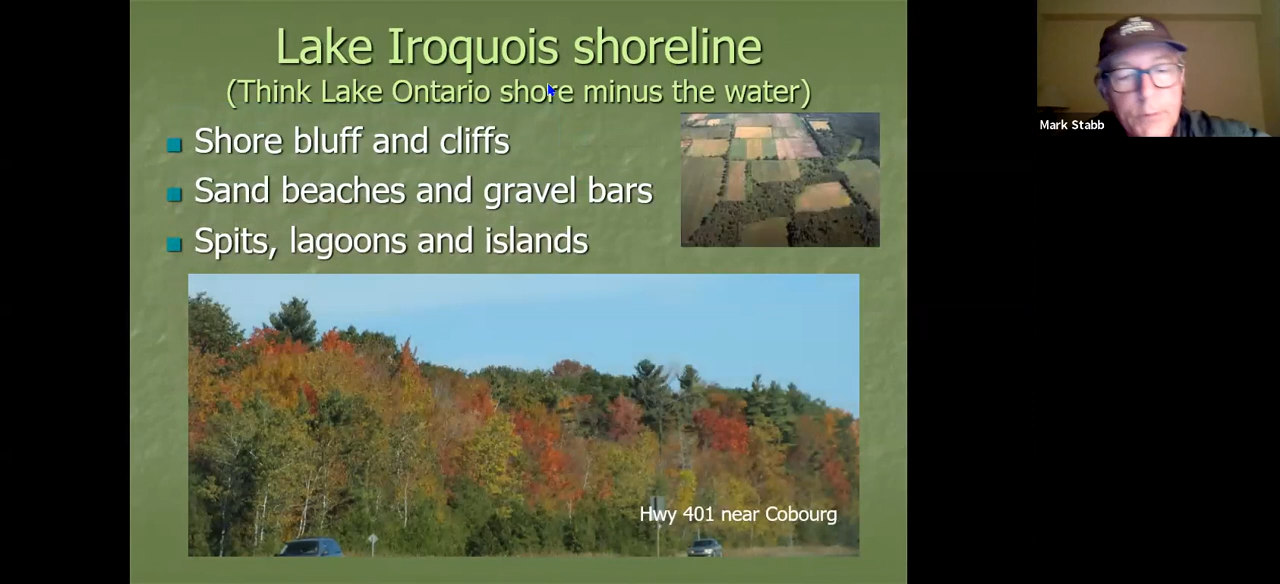 Lake Iroquois shoreline
(Think Lake Ontario shore minus the water)
Shore bluff and cliffs
Sand beaches and gravel bars
Spits, lagoons and islands
Hwy 401 near Cobourg
Mark Stabb